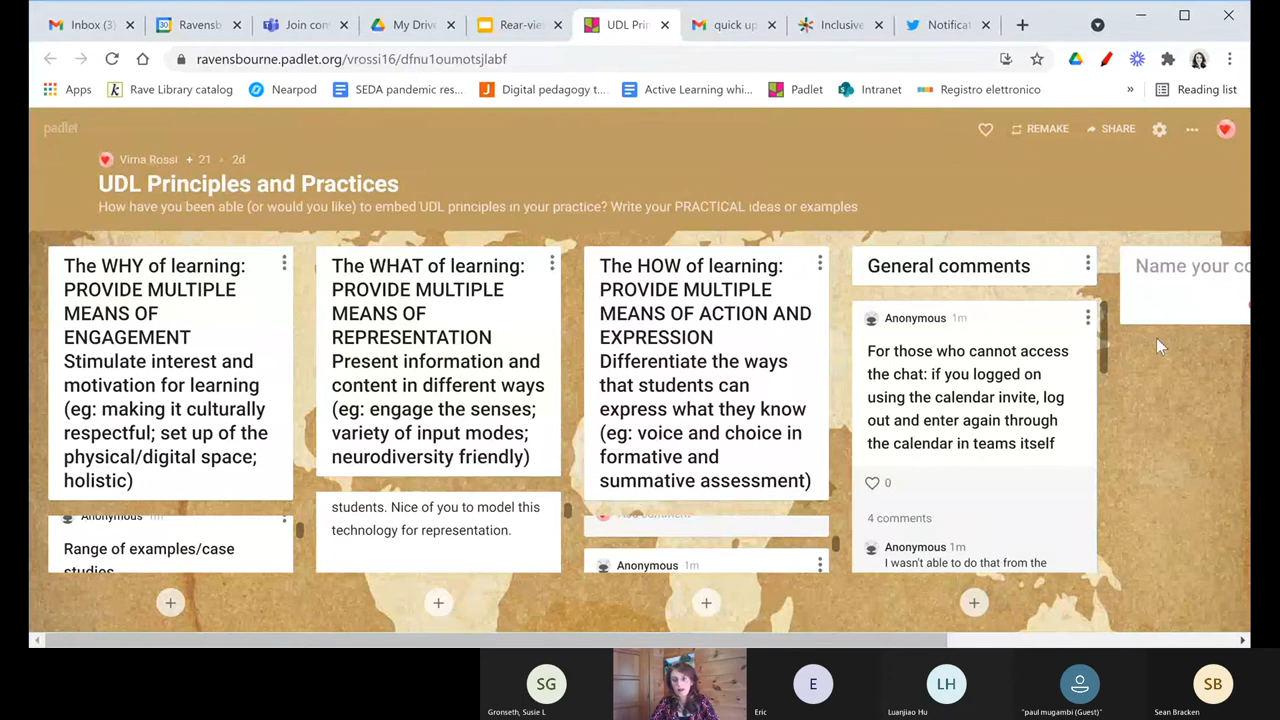 Inbox (3)
Ravensb
Join con
My Drive
Rear-vie
UDL Prin
quick up
Inclusive
Notificat
ravensbourne.padlet.org/vrossi16/dfnu1oumotsjlabf
Apps
Rave Library catalog
Nearpod
SEDA pandemic res...
Digital pedagogy t...
Active Learning whi...
Padlet
Intranet
Registro elettronico
»
Reading list
padlet
REMAKE
SHARE
Virna Rossi + 21 · 2d
UDL Principles and Practices
How have you been able (or would you like) to embed UDL principles in your practice? Write your PRACTICAL ideas or examples
The WHY of learning:
PROVIDE MULTIPLE
MEANS OF
ENGAGEMENT
Stimulate interest and
motivation for learning
(eg: making it culturally
respectful; set up of the
physical/digital space;
holistic)
Anonymous 1m
Range of examples/case
studies
The WHAT of learning:
PROVIDE MULTIPLE
MEANS OF
REPRESENTATION
Present information and
content in different ways
(eg: engage the senses;
variety of input modes;
neurodiversity friendly)
students. Nice of you to model this
technology for representation.
The HOW of learning:
PROVIDE MULTIPLE
MEANS OF ACTION AND
EXPRESSION
Differentiate the ways
that students can
express what they know
(eg: voice and choice in
formative and
summative assessment)
Add comment
Anonymous 1m
General comments
Anonymous 1m
For those who cannot access
the chat: if you logged on
using the calendar invite, log
out and enter again through
the calendar in teams itself
0
4 comments
Anonymous 1m
I wasn't able to do that from the
Name your co
SG
Gronseth, Susie L
E
Eric
LH
Luanjiao Hu
"paul mugambi (Guest)"
SB
Sean Bracken